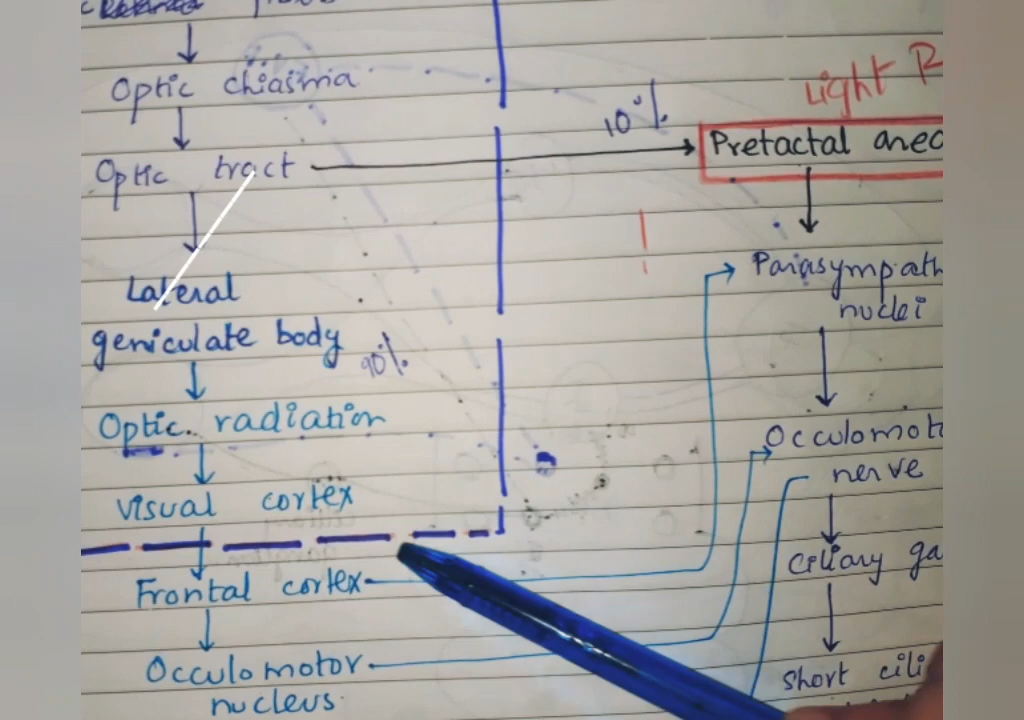 Optic chiasma
Optic tract
10%
Light R
Pretactal area
Lateral
geniculate body
90%
Optic radiation
visual cortex
Frontal cortex
Occulomotor
nucleus
Parasympath
nuclei
Occulomot
nerve
ciliary ga
short cili